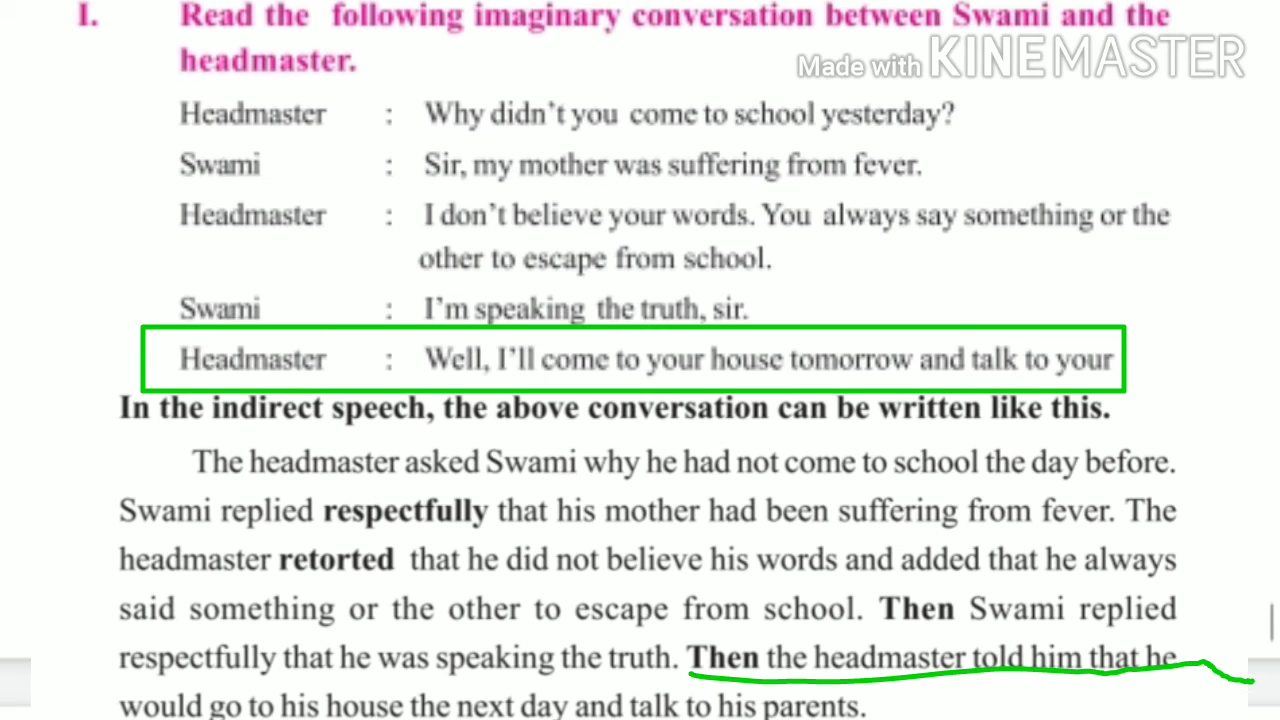 I. Read the following imaginary conversation between Swami and the
headmaster.
Made with KINEMASTER
Headmaster : Why didn't you come to school yesterday?
Swami : Sir, my mother was suffering from fever.
Headmaster : I don't believe your words. You always say something or the
other to escape from school.
Swami : I'm speaking the truth, sir.
Headmaster : Well, I'll come to your house tomorrow and talk to your
In the indirect speech, the above conversation can be written like this.
The headmaster asked Swami why he had not come to school the day before.
Swami replied respectfully that his mother had been suffering from fever. The
headmaster retorted that he did not believe his words and added that he always
said something or the other to escape from school. Then Swami replied
respectfully that he was speaking the truth. Then the headmaster told him that he
would go to his house the next day and talk to his parents.